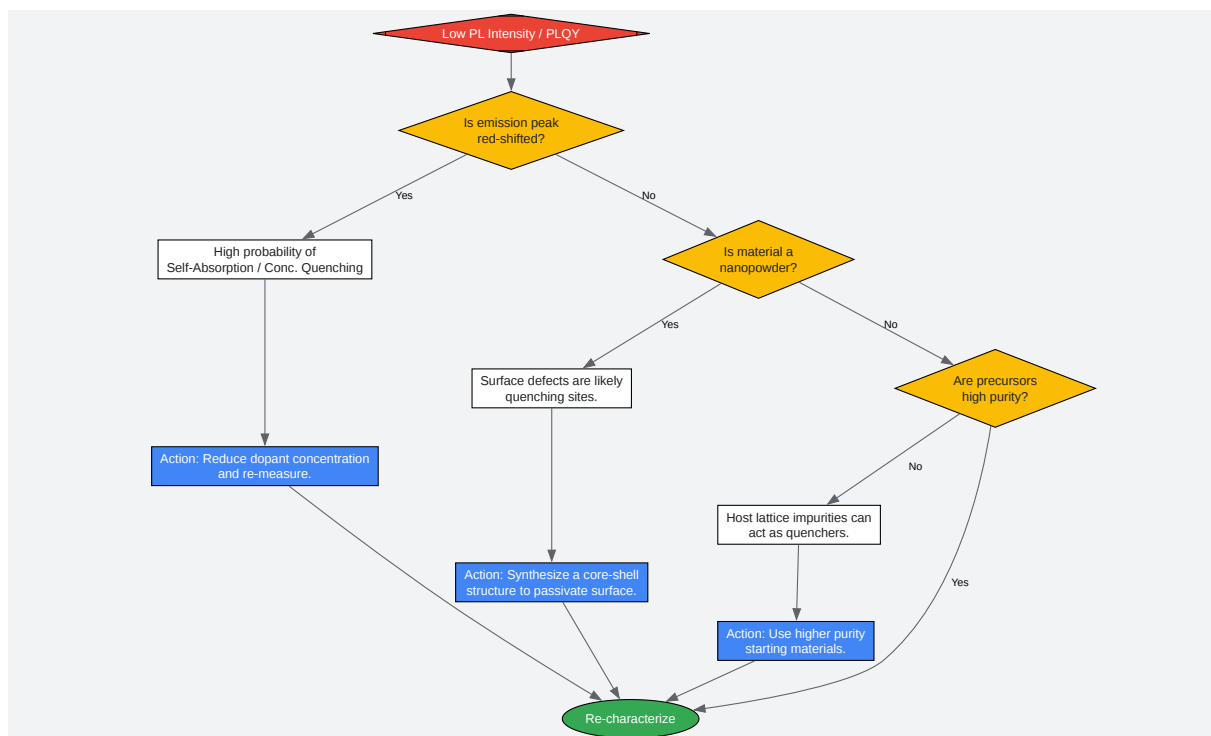 Low PL Intensity / PLQY
Is emission peak
red-shifted?
Yes
No
High probability of
Self-Absorption / Conc. Quenching
Is material a
nanopowder?
Yes
No
Surface defects are likely
quenching sites.
Are precursors
high purity?
Action: Reduce dopant concentration
and re-measure.
No
Host lattice impurities can
act as quenchers.
Action: Synthesize a core-shell
structure to passivate surface.
Yes
Action: Use higher purity
starting materials.
Re-characterize